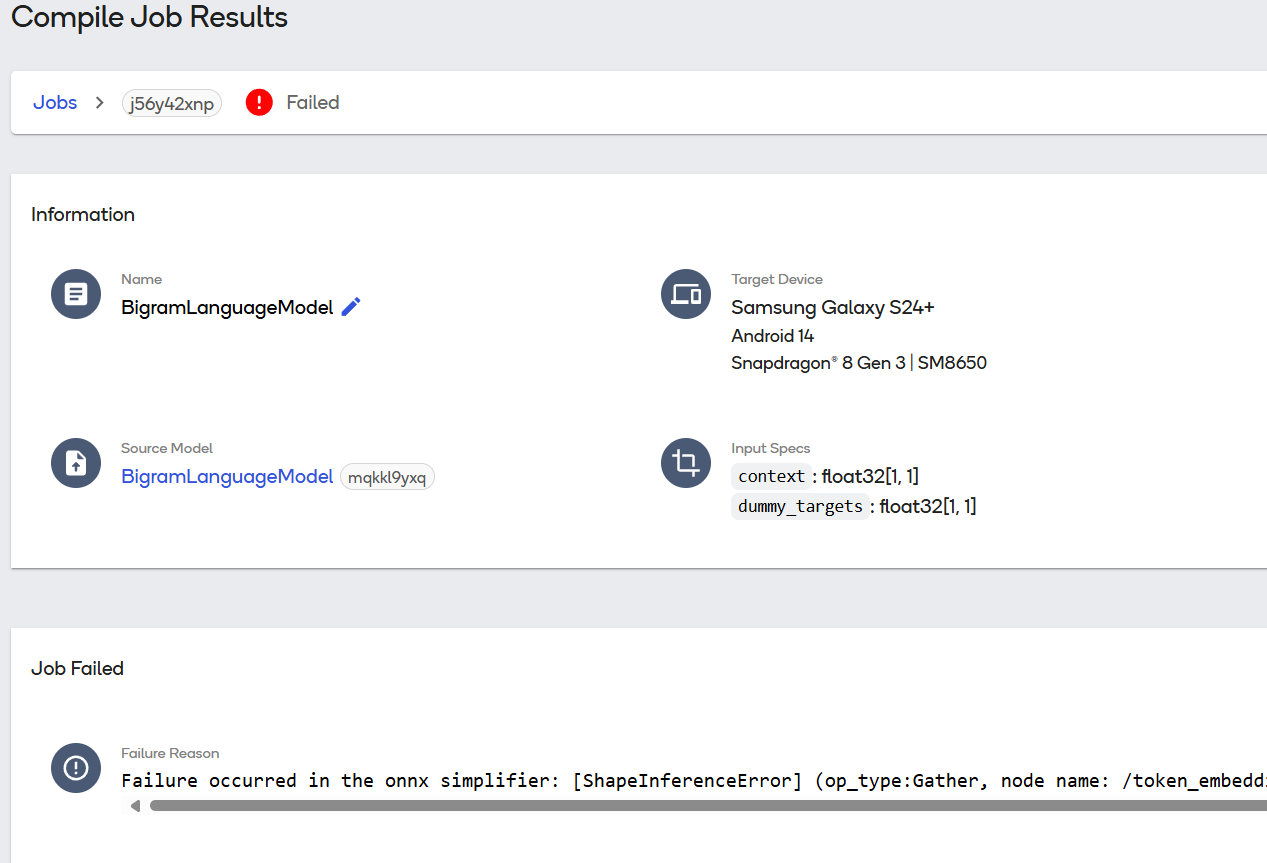 Compile Job Results
Jobs > j56y42xnp Failed
Information
Name
BigramLanguageModel
Target Device
Samsung Galaxy S24+
Android 14
Snapdragon® 8 Gen 3 | SM8650
Source Model
BigramLanguageModel mqkkl9yxq
Input Specs
context : float32[1, 1]
dummy_targets : float32[1, 1]
Job Failed
Failure Reason
Failure occurred in the onnx simplifier: [ShapeInferenceError] (op_type:Gather, node name: /token_embeddi